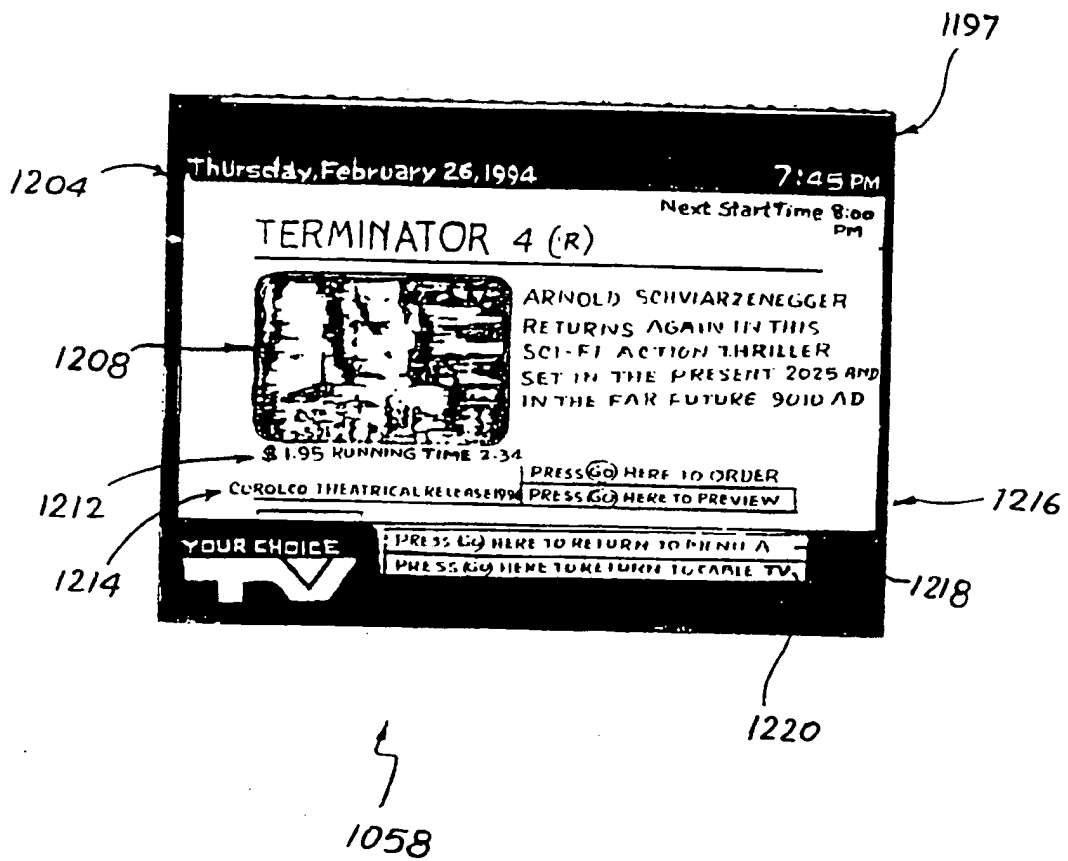 1197
1204
Thursday, February 26, 1994 7:45 PM
Next Start Time 8:00
PM
TERMINATOR 4 (R)
1208
ARNOLD SCHVIARZENEGGER
RETURNS AGAIN IN THIS
SCI-FI ACTION THRILLER
SET IN THE PRESENT 2025 AND
IN THE FAR FUTURE 9010 AD
$1.95 RUNNING TIME 2.34
1212
PRESS GO HERE TO ORDER
CUROLCO THEATRICAL RELEASE
PRESS GO HERE TO PREVIEW
1216
1214
YOUR CHOICE
TV
PRESS GO HERE TO RETURN TO MENU A
PRESS GO HERE TO RETURN TO CABLE TV
1218
1220
1058